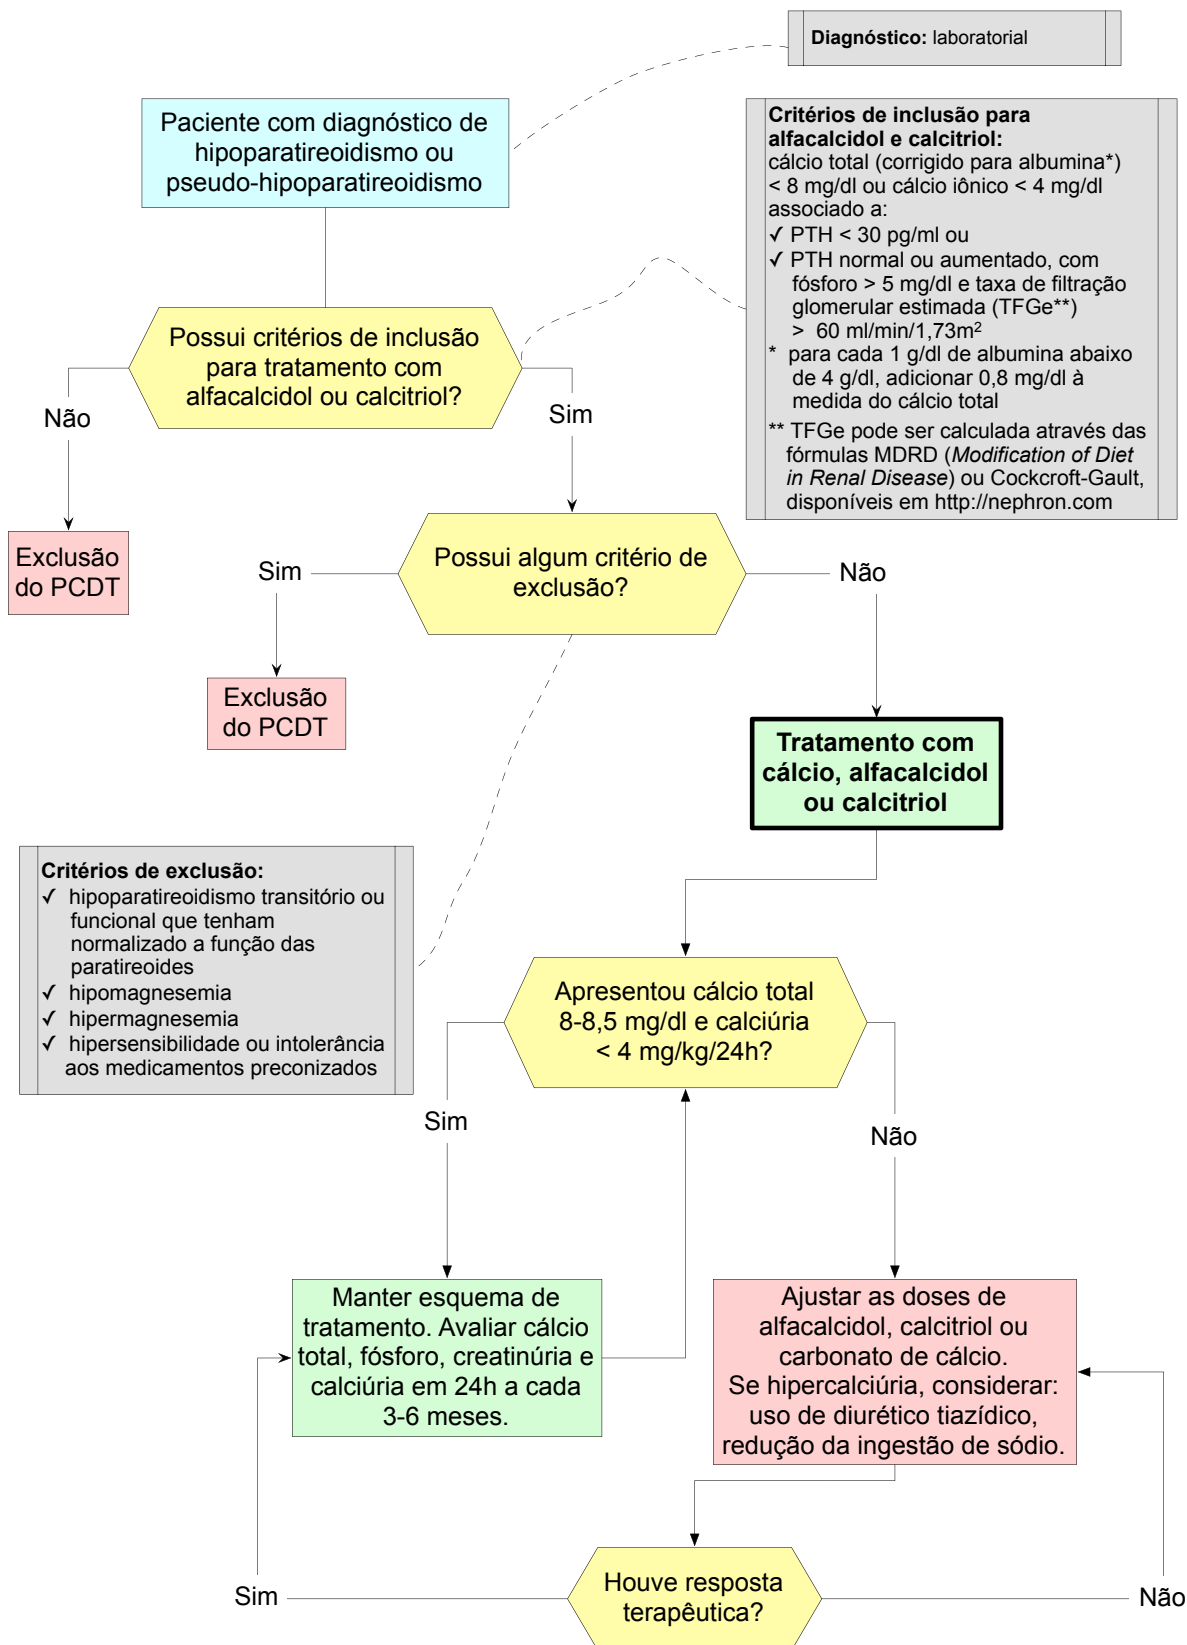 Diagnóstico: laboratorial
Paciente com diagnóstico de
hipoparatireoidismo ou
pseudo-hipoparatireoidismo
Critérios de inclusão para
alfacalcidol e calcitriol:
cálcio total (corrigido para albumina*)
< 8 mg/dl ou cálcio iônico < 4 mg/dl
associado a:
✓ PTH < 30 pg/ml ou
✓ PTH normal ou aumentado, com
fósforo > 5 mg/dl e taxa de filtração
glomerular estimada (TFGe**)
> 60 ml/min/1,73m²
* para cada 1 g/dl de albumina abaixo
de 4 g/dl, adicionar 0,8 mg/dl à
medida do cálcio total
** TFGe pode ser calculada através das
fórmulas MDRD (Modification of Diet
in Renal Disease) ou Cockcroft-Gault,
disponíveis em http://nephron.com
Possui critérios de inclusão
para tratamento com
alfacalcidol ou calcitriol?
Não
Sim
Exclusão
do PCDT
Possui algum critério de
exclusão?
Sim
Não
Exclusão
do PCDT
Tratamento com
cálcio, alfacalcidol
ou calcitriol
Critérios de exclusão:
✓ hipoparatireoidismo transitório ou
funcional que tenham
normalizado a função das
paratireoides
✓ hipomagnesemia
✓ hipermagnesemia
✓ hipersensibilidade ou intolerância
aos medicamentos preconizados
Apresentou cálcio total
8-8,5 mg/dl e calciúria
< 4 mg/kg/24h?
Sim
Não
Manter esquema de
tratamento. Avaliar cálcio
total, fósforo, creatinúria e
calciúria em 24h a cada
3-6 meses.
Ajustar as doses de
alfacalcidol, calcitriol ou
carbonato de cálcio.
Se hipercalciúria, considerar:
uso de diurético tiazídico,
redução da ingestão de sódio.
Houve resposta
terapêutica?
Sim
Não